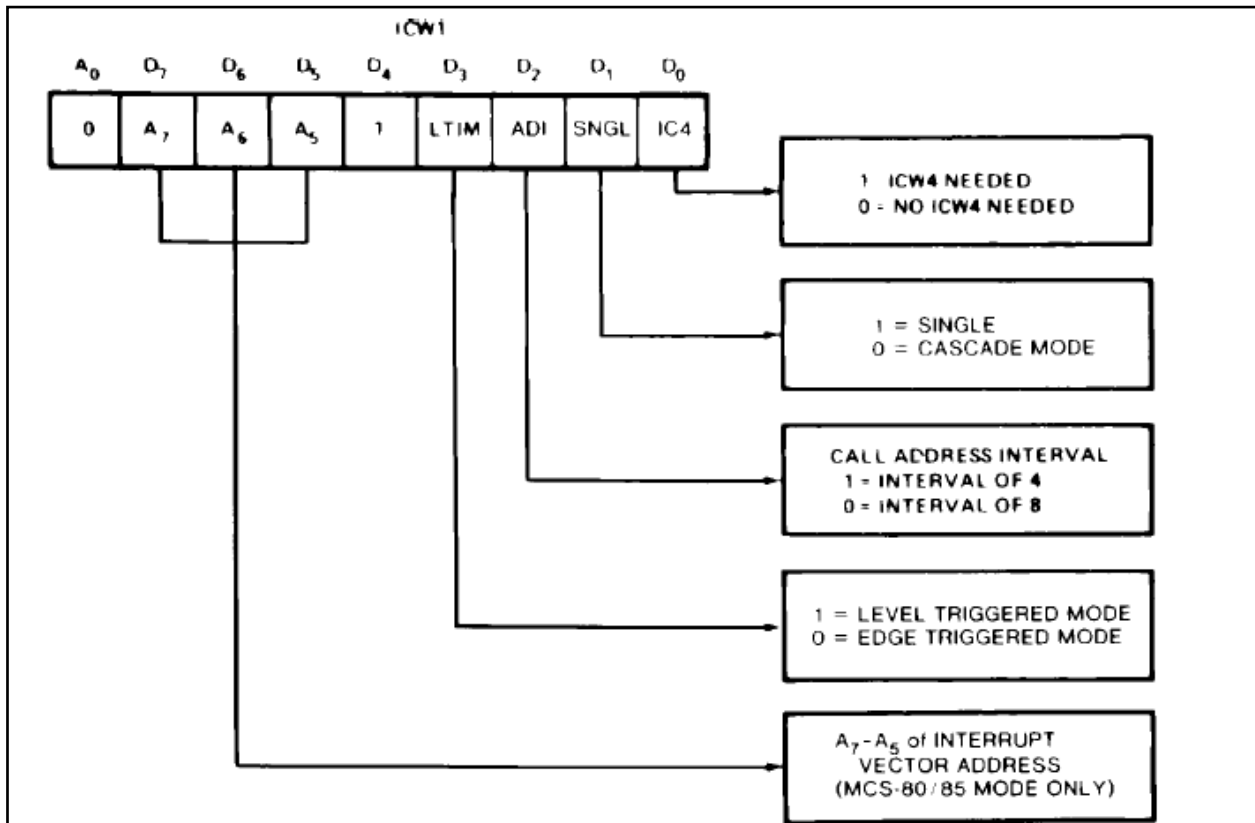 ICW1
A₀ D₇ D₆ D₅ D₄ D₃ D₂ D₁ D₀
0 A₇ A₆ A₅ 1 LTIM ADI SNGL IC4
1 ICW4 NEEDED
0 = NO ICW4 NEEDED
1 = SINGLE
0 = CASCADE MODE
CALL ADDRESS INTERVAL
1 = INTERVAL OF 4
0 = INTERVAL OF 8
1 = LEVEL TRIGGERED MODE
0 = EDGE TRIGGERED MODE
A₇-A₅ of INTERRUPT
VECTOR ADDRESS
(MCS-80/85 MODE ONLY)